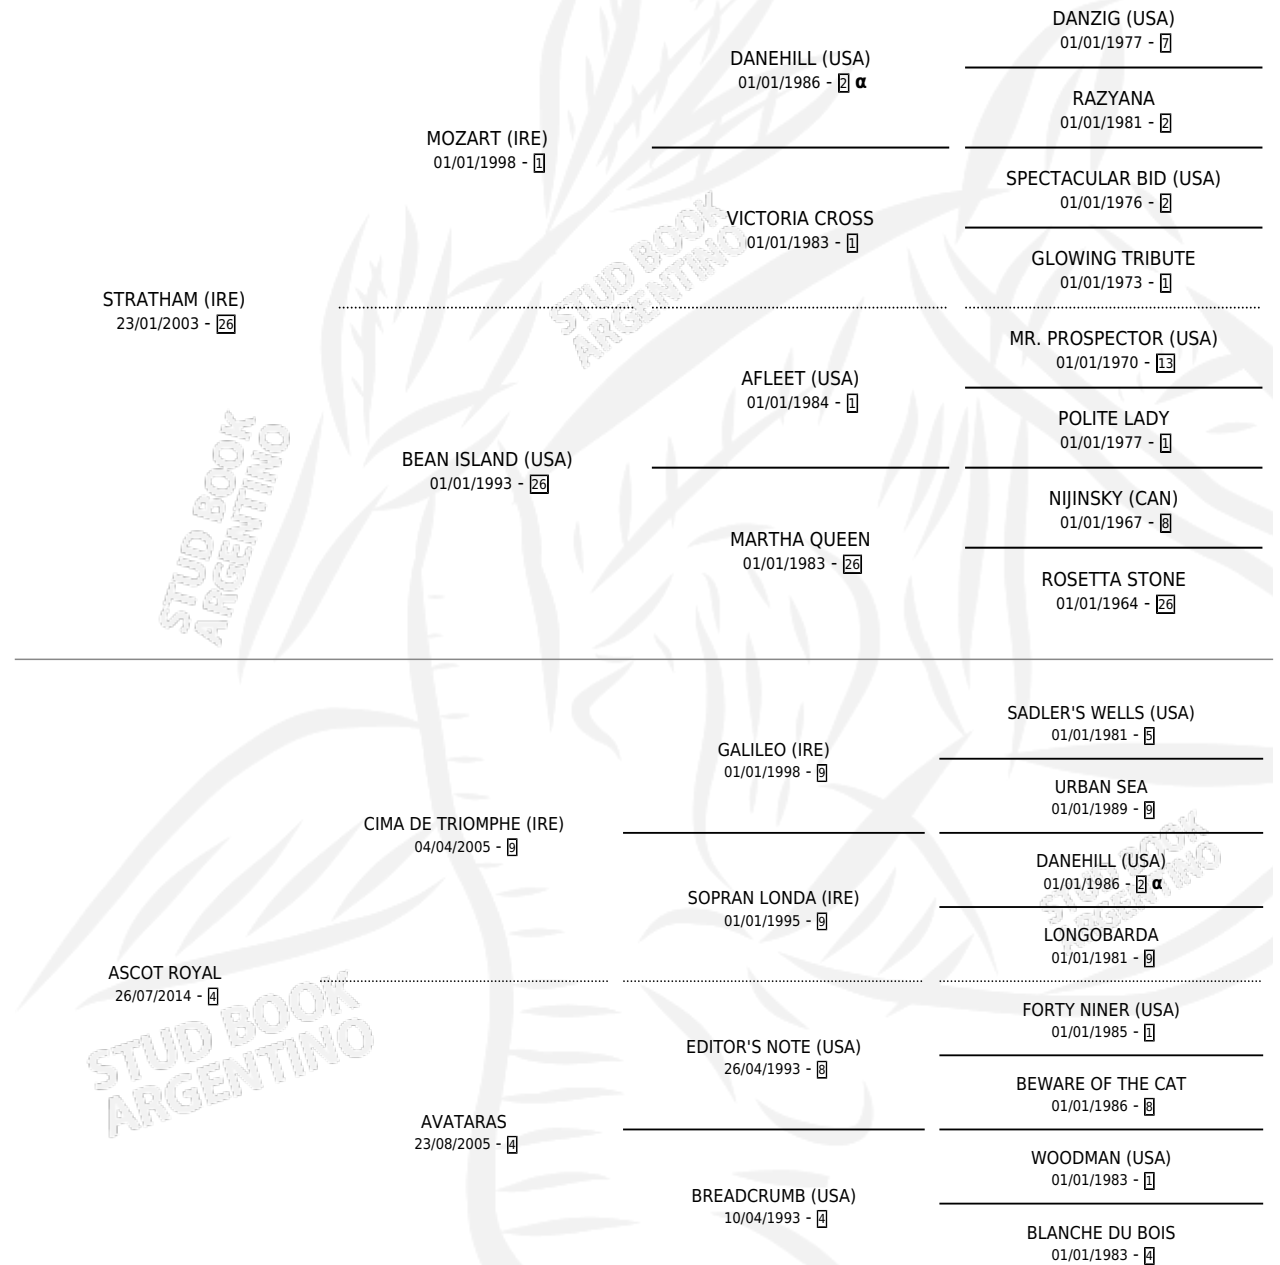 DANZIG (USA)
01/01/1977 - 7
DANEHILL (USA)
01/01/1986 - 2 α
RAZYANA
01/01/1981 - 2
MOZART (IRE)
01/01/1998 - 1
SPECTACULAR BID (USA)
01/01/1976 - 2
VICTORIA CROSS
01/01/1983 - 1
GLOWING TRIBUTE
01/01/1973 - 1
STRATHAM (IRE)
23/01/2003 - 26
MR. PROSPECTOR (USA)
01/01/1970 - 13
AFLEET (USA)
01/01/1984 - 1
POLITE LADY
01/01/1977 - 1
BEAN ISLAND (USA)
01/01/1993 - 26
NIJINSKY (CAN)
01/01/1967 - 8
MARTHA QUEEN
01/01/1983 - 26
ROSETTA STONE
01/01/1964 - 26
STUD BOOK
ARGENTINO
STUD BOOK
ARGENTINO
SADLER'S WELLS (USA)
01/01/1981 - 5
GALILEO (IRE)
01/01/1998 - 9
URBAN SEA
01/01/1989 - 9
CIMA DE TRIOMPHE (IRE)
04/04/2005 - 9
DANEHILL (USA)
01/01/1986 - 2 α
SOPRAN LONDA (IRE)
01/01/1995 - 9
LONGOBARDA
01/01/1981 - 9
ASCOT ROYAL
26/07/2014 - 4
FORTY NINER (USA)
01/01/1985 - 1
EDITOR'S NOTE (USA)
26/04/1993 - 8
BEWARE OF THE CAT
01/01/1986 - 8
AVATARAS
23/08/2005 - 4
WOODMAN (USA)
01/01/1983 - 1
BREADCRUMB (USA)
10/04/1993 - 4
BLANCHE DU BOIS
01/01/1983 - 4
STUD BOOK
ARGENTINO
STUD BOOK
ARGENTINO